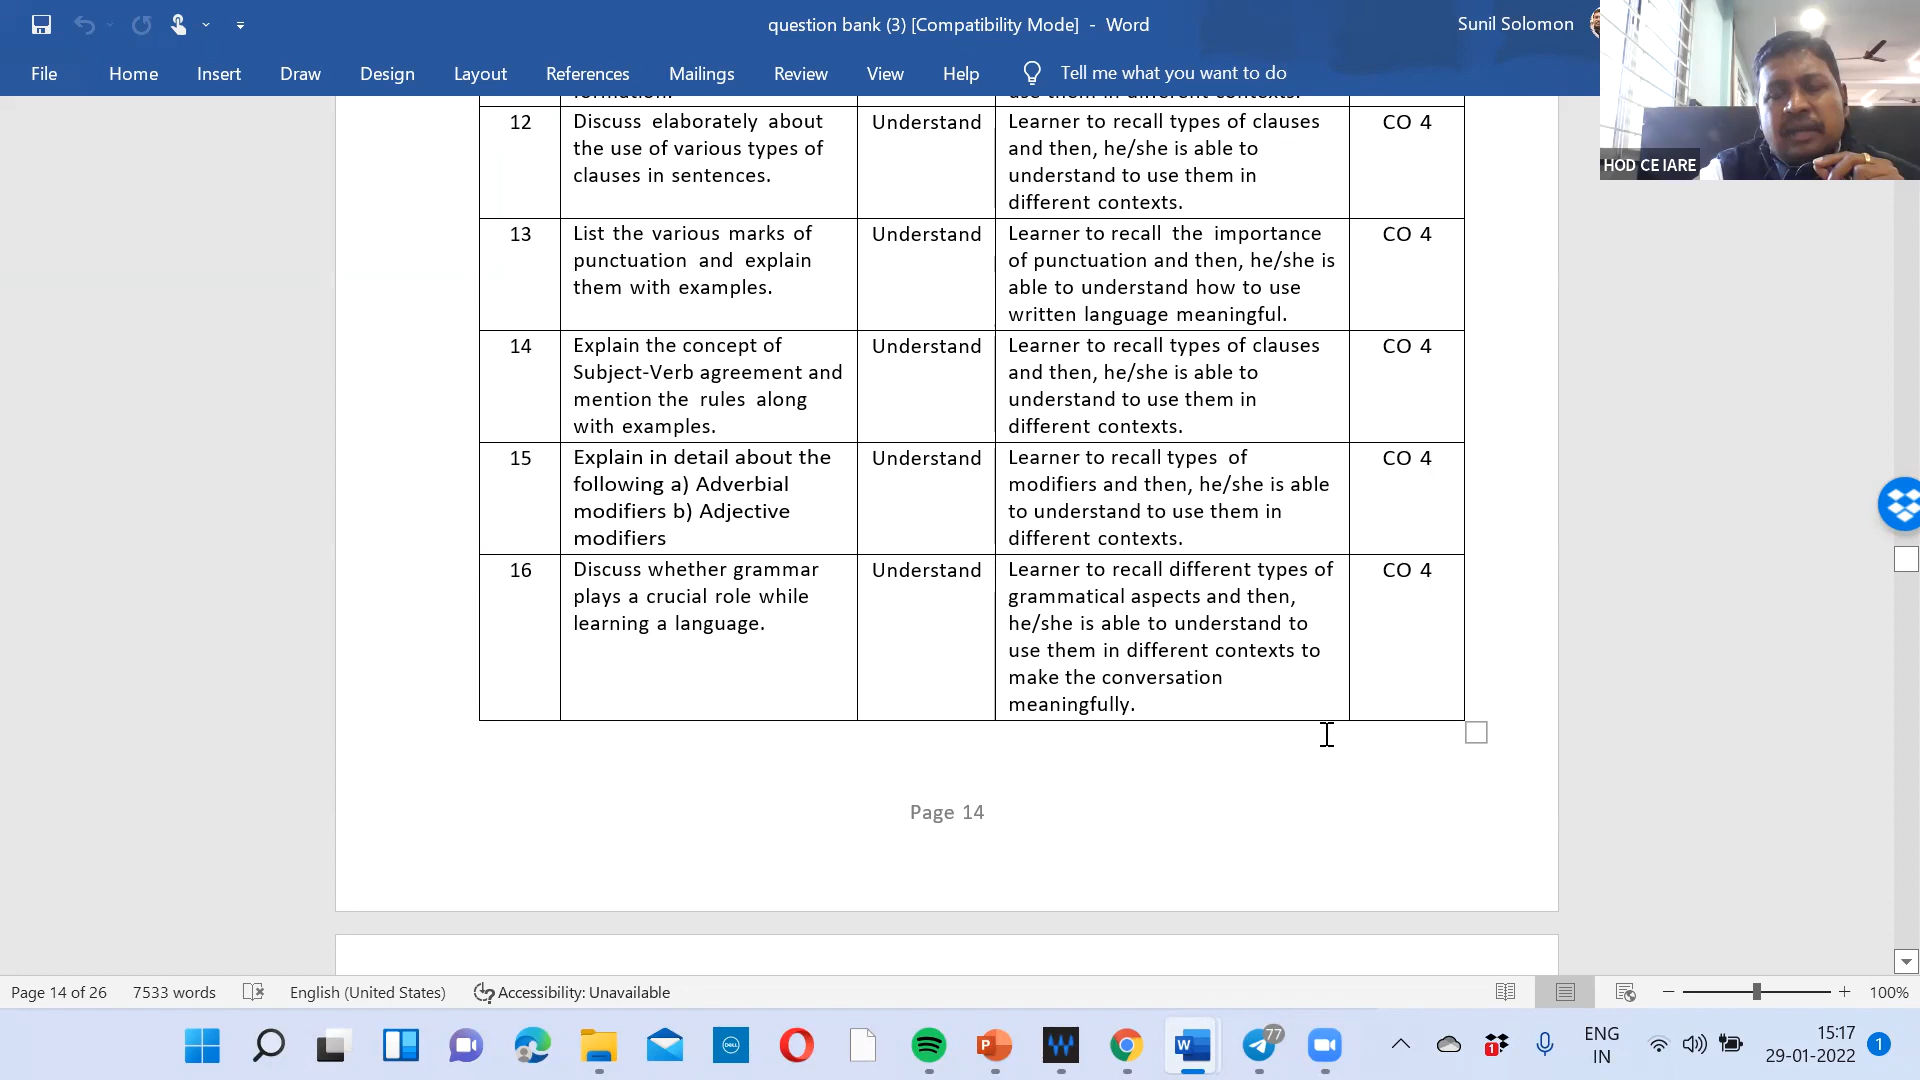 question bank (3) [Compatibility Mode] - Word
Sunil Solomon
File Home Insert Draw Design Layout References Mailings Review View Help Tell me what you want to do
HOD CE IARE
formation.
use them in different contexts.
12
Discuss elaborately about
the use of various types of
clauses in sentences.
Understand
Learner to recall types of clauses
and then, he/she is able to
understand to use them in
different contexts.
CO 4
13
List the various marks of
punctuation and explain
them with examples.
Understand
Learner to recall the importance
of punctuation and then, he/she is
able to understand how to use
written language meaningful.
CO 4
14
Explain the concept of
Subject-Verb agreement and
mention the rules along
with examples.
Understand
Learner to recall types of clauses
and then, he/she is able to
understand to use them in
different contexts.
CO 4
15
Explain in detail about the
following a) Adverbial
modifiers b) Adjective
modifiers
Understand
Learner to recall types of
modifiers and then, he/she is able
to understand to use them in
different contexts.
CO 4
16
Discuss whether grammar
plays a crucial role while
learning a language.
Understand
Learner to recall different types of
grammatical aspects and then,
he/she is able to understand to
use them in different contexts to
make the conversation
meaningfully.
CO 4
Page 14
Page 14 of 26 7533 words English (United States) Accessibility: Unavailable 100%
DELL
P
W
77
1
ENG
IN
15:17
29-01-2022
1